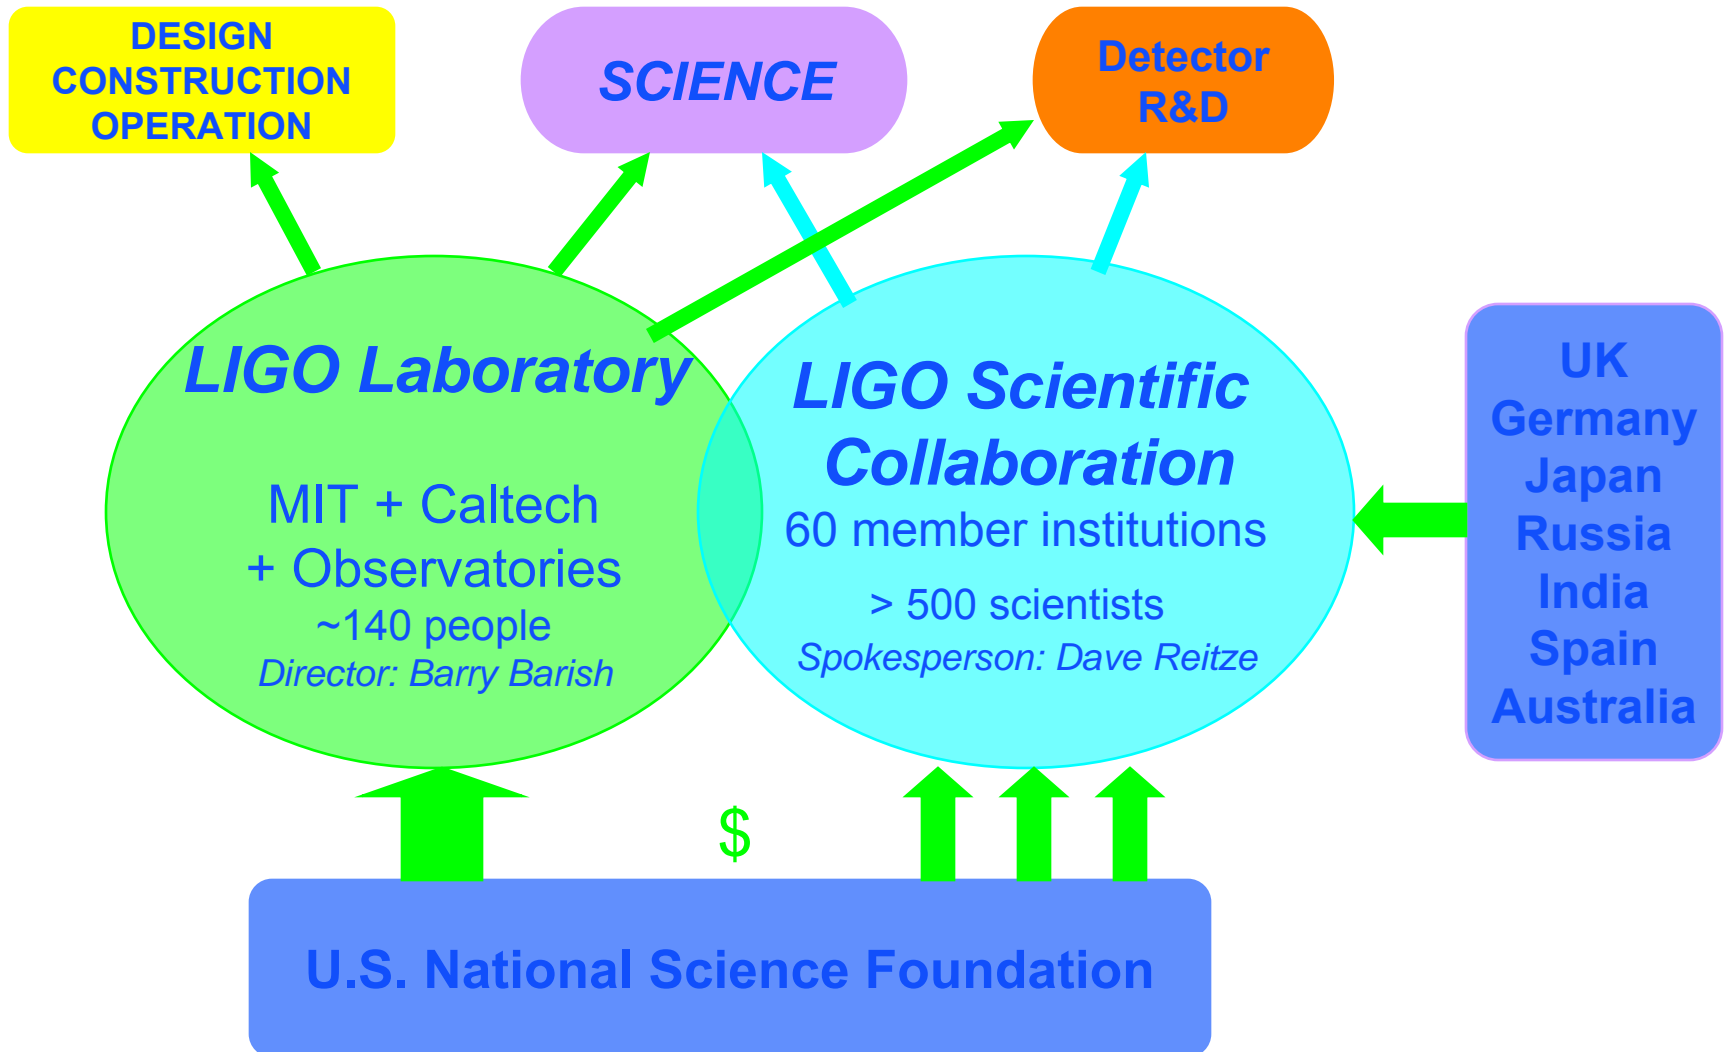 DESIGN
CONSTRUCTION
OPERATION
SCIENCE
Detector
R&D
LIGO Laboratory
MIT + Caltech
+ Observatories
~140 people
Director: Barry Barish
LIGO Scientific
Collaboration
60 member institutions
> 500 scientists
Spokesperson: Dave Reitze
UK
Germany
Japan
Russia
India
Spain
Australia
$
U.S. National Science Foundation